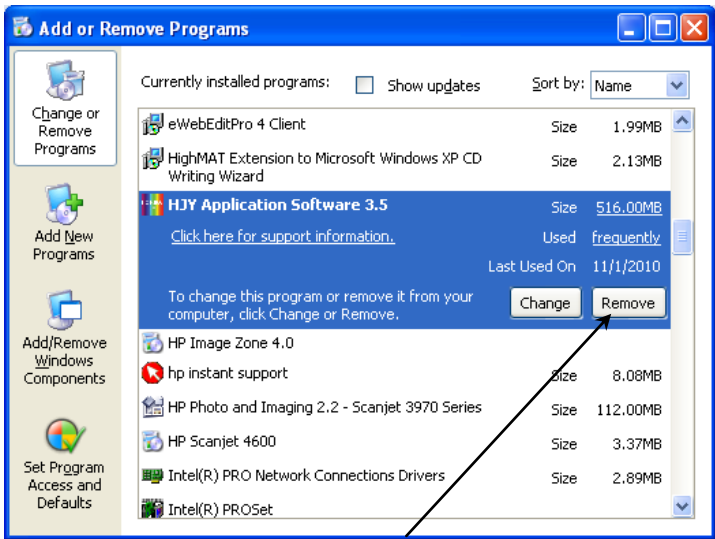 Add or Remove Programs
Change or
Remove
Programs
Add New
Programs
Add/Remove
Windows
Components
Set Program
Access and
Defaults
Currently installed programs: Show updates Sort by: Name
eWebEditPro 4 Client Size 1.99MB
HighMAT Extension to Microsoft Windows XP CD Size 2.13MB
Writing Wizard
HJY Application Software 3.5 Size 516.00MB
Click here for support information. Used frequently
Last Used On 11/1/2010
To change this program or remove it from your
computer, click Change or Remove. Change Remove
HP Image Zone 4.0
hp instant support Size 8.08MB
HP Photo and Imaging 2.2 - Scanjet 3970 Series Size 112.00MB
HP Scanjet 4600 Size 3.37MB
Intel(R) PRO Network Connections Drivers Size 2.89MB
Intel(R) PROSet